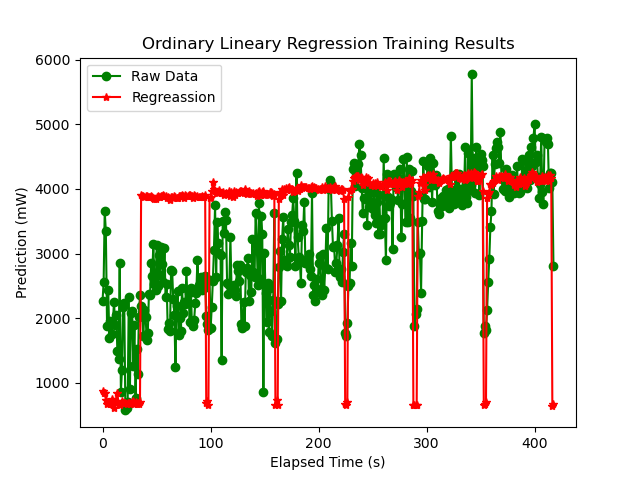 Ordinary Lineary Regression Training Results
Raw Data
Regreassion
6000
5000
4000
3000
2000
1000
Prediction (mW)
0
100
200
300
400
Elapsed Time (s)